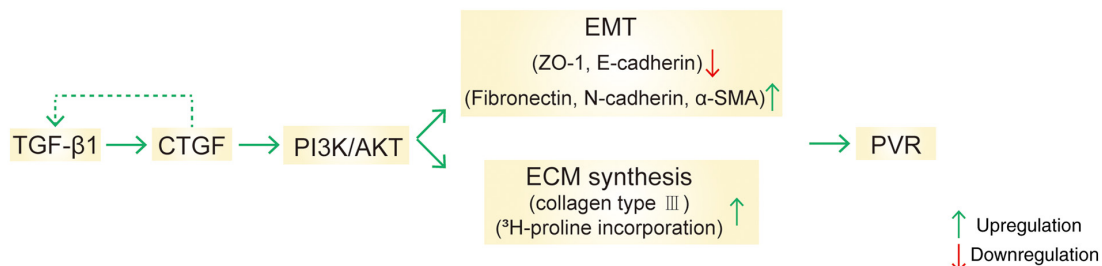 EMT
(ZO-1, E-cadherin)
(Fibronectin, N-cadherin, α-SMA)
TGF-β1
CTGF
PI3K/AKT
PVR
ECM synthesis
(collagen type Ⅲ)
(³H-proline incorporation)
Upregulation
Downregulation